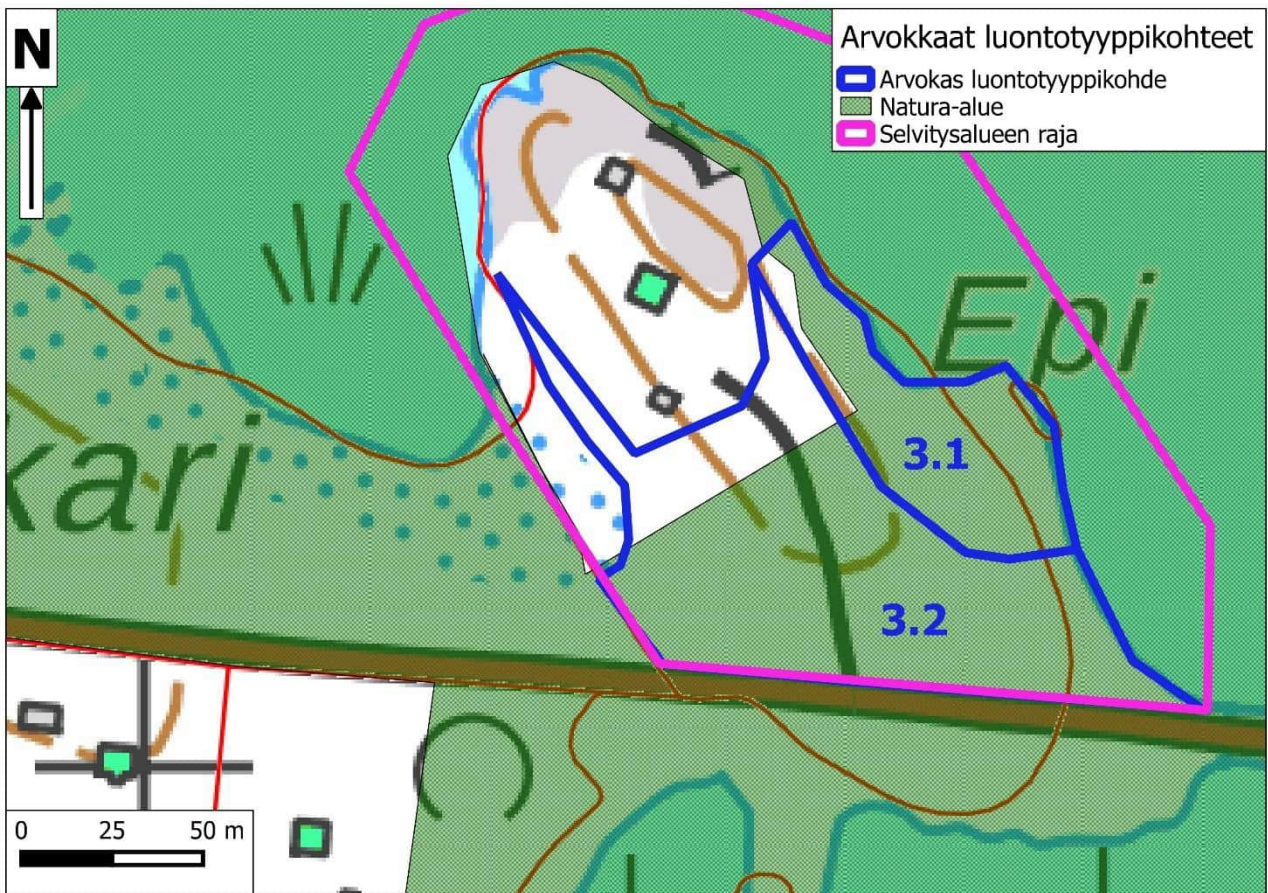 N
Arvokkaat luontotyyppikohteet
Arvokas luontotyyppikohde
Natura-alue
Selvitysalueen raja
Epi
kari
3.1
3.2
0 25 50 m